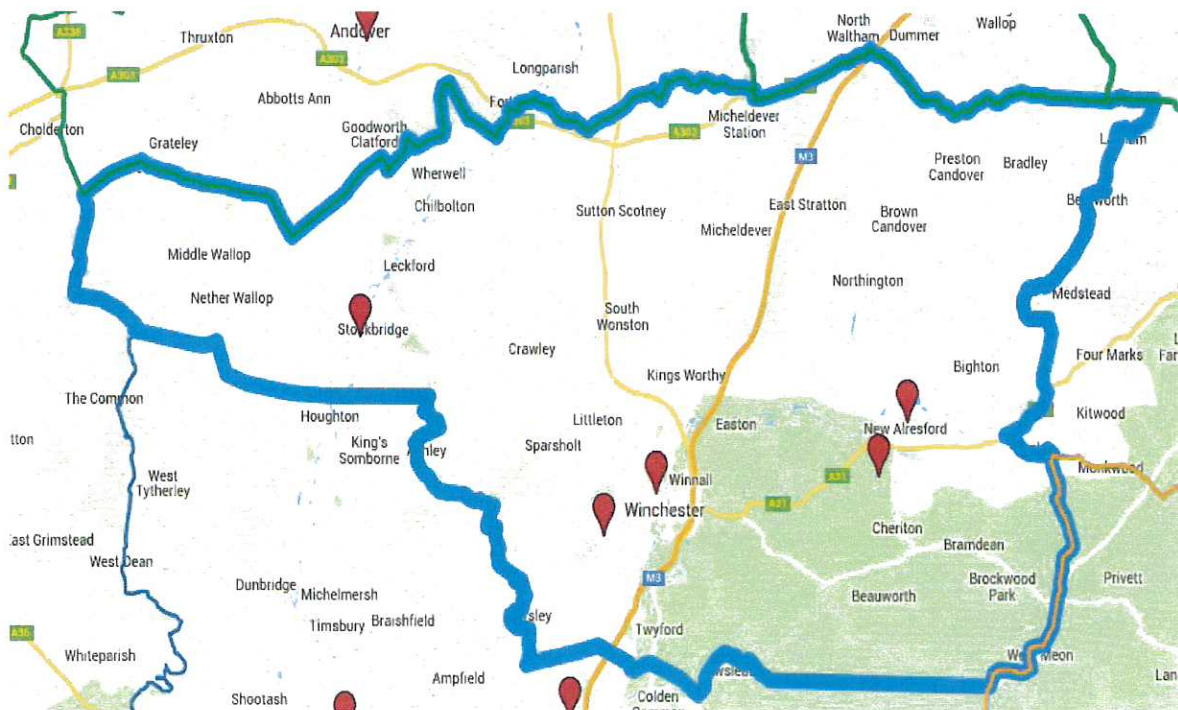 A338
Thruxton
Andover
North
Waltham
Dummer
Wallop
A303
A303
Longparish
Abbotts Ann
Cholderton
Goodworth
Clatford
Grateley
A303
Micheldever
Station
M3
Preston
Candover
Bradley
Wherwell
Chilbolton
Sutton Scotney
East Stratton
Brown
Candover
Micheldever
Middle Wallop
Leckford
Nether Wallop
Northington
Medstead
Stockbridge
South
Wonston
Crawley
Four Marks
Bighton
Kings Worthy
The Common
Houghton
Littleton
Easton
New Alresford
Kitwood
King's
Somborne
Sparsholt
Monkwood
West
Tytherley
Winnall
A31
A31
Winchester
Cheriton
East Grimstead
West Dean
Bramdean
M3
Dunbridge
Michelmersh
Brockwood
Park
Privett
Beauworth
Timsbury
Braishfield
Twyford
A36
Whiteparish
Ampfield
Shootash
Colden